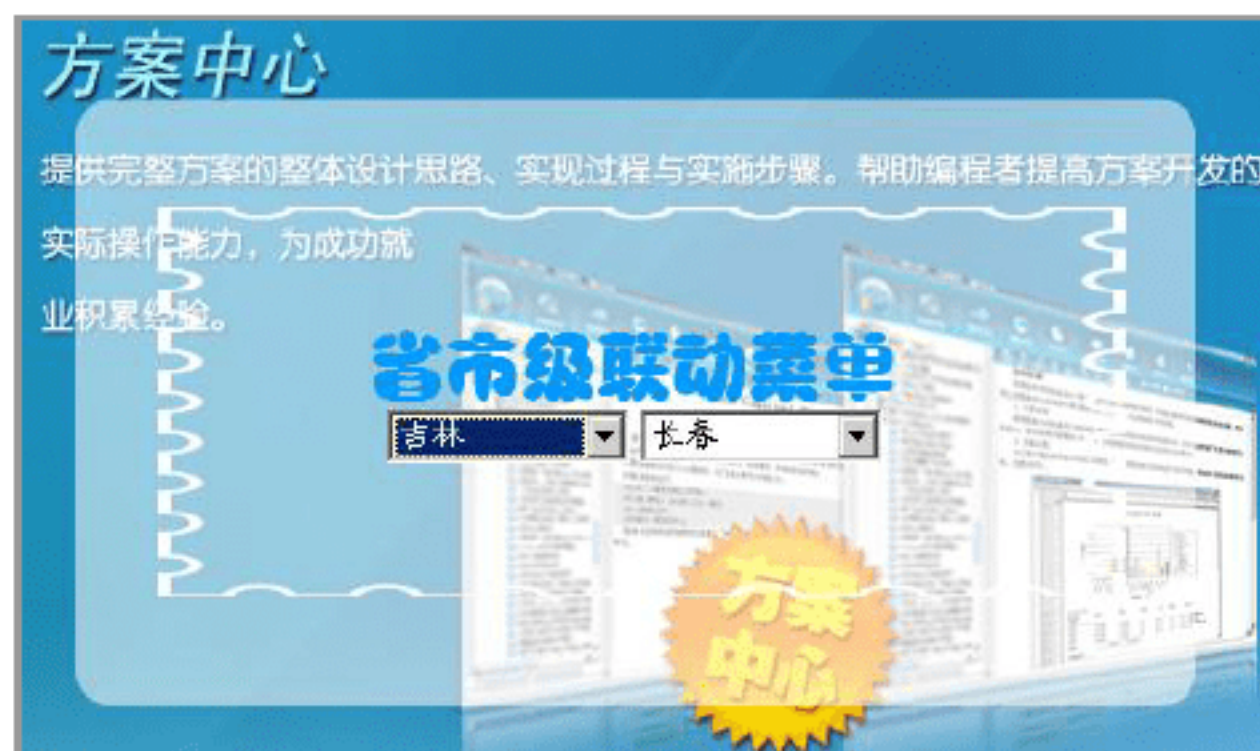 方案中心
提供完整方案的整体设计思路、实现过程与实施步骤。帮助编程者提高方案开发的
实际操作能力，为成功就
业积累经验。
省市级联动菜单
吉林 长春
方案
中心